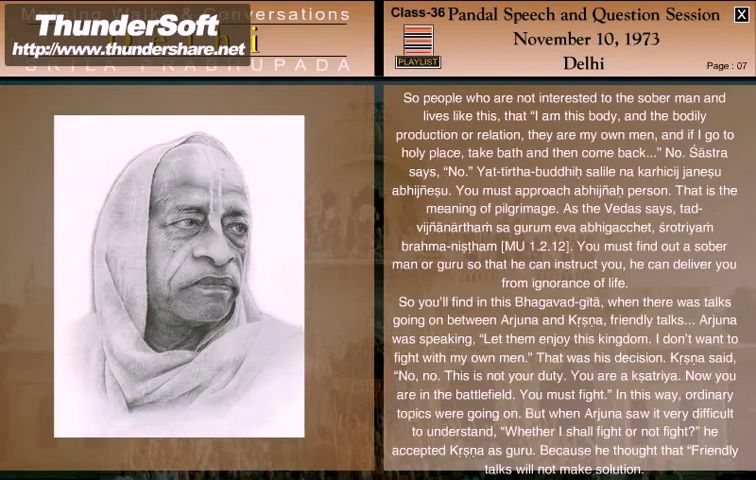 Morning Walks & Conversations
ThunderSoft
http://www.thundershare.net
SRILA PRABHUPADA
Class-36 Pandal Speech and Question Session
X
November 10, 1973
PLAYLIST
Delhi
Page : 07
So people who are not interested to the sober man and
lives like this, that “I am this body, and the bodily
production or relation, they are my own men, and if I go to
holy place, take bath and then come back...” No. Śāstra
says, “No.” Yat-tīrtha-buddhiḥ salile na karhicij janeṣu
abhijñeṣu. You must approach abhijñaḥ person. That is the
meaning of pilgrimage. As the Vedas says, tad-
vijñānārthaṁ sa gurum eva abhigacchet, śrotriyaṁ
brahma-niṣṭham [MU 1.2.12]. You must find out a sober
man or guru so that he can instruct you, he can deliver you
from ignorance of life.
So you’ll find in this Bhagavad-gītā, when there was talks
going on between Arjuna and Kṛṣṇa, friendly talks... Arjuna
was speaking, “Let them enjoy this kingdom. I don’t want to
fight with my own men.” That was his decision. Kṛṣṇa said,
“No, no. This is not your duty. You are a kṣatriya. Now you
are in the battlefield. You must fight.” In this way, ordinary
topics were going on. But when Arjuna saw it very difficult
to understand, “Whether I shall fight or not fight?” he
accepted Kṛṣṇa as guru. Because he thought that “Friendly
talks will not make solution.